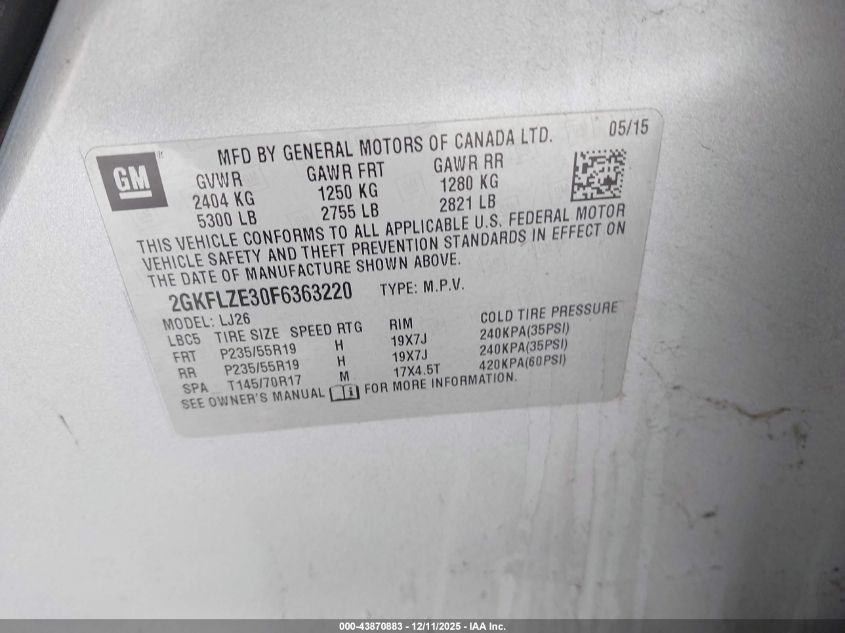 GM
MFD BY GENERAL MOTORS OF CANADA LTD. 05/15
GVWR GAWR FRT GAWR RR
2404 KG 1250 KG 1280 KG
5300 LB 2755 LB 2821 LB
THIS VEHICLE CONFORMS TO ALL APPLICABLE U.S. FEDERAL MOTOR
VEHICLE SAFETY AND THEFT PREVENTION STANDARDS IN EFFECT ON
THE DATE OF MANUFACTURE SHOWN ABOVE.
2GKFLZE30F6363220 TYPE: M.P.V.
MODEL: LJ26
LBC5 TIRE SIZE SPEED RTG RIM COLD TIRE PRESSURE
FRT P235/55R19 H 19X7J 240KPA(35PSI)
RR P235/55R19 H 19X7J 240KPA(35PSI)
SPA T145/70R17 M 17X4.5T 420KPA(60PSI)
SEE OWNER'S MANUAL FOR MORE INFORMATION.
000-43870883 - 12/11/2025 - IAA Inc.